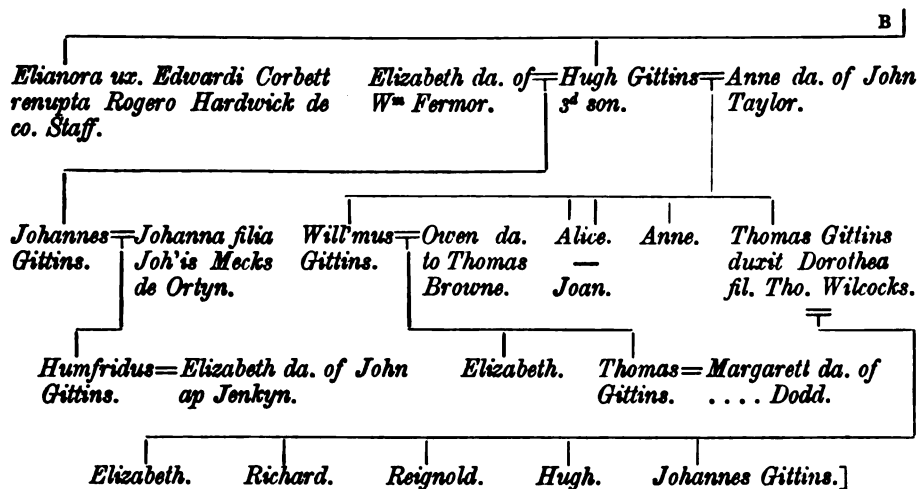 B
Elianora ux. Edwardi Corbett
renupta Rogero Hardwick de
co. Staff.
Elizabeth da. of
Wᵐ Fermor.
Hugh Gittins
3ᵈ son.
Anne da. of John
Taylor.
Johannes
Gittins.
Johanna filia
Joh'is Mecks
de Ortyn.
Will'mus
Gittins.
Owen da.
to Thomas
Browne.
Alice.
—
Joan.
Anne.
Thomas Gittins
duxit Dorothea
fil. Tho. Wilcocks.
Humfridus=Elizabeth da. of John
Gittins. ap Jenkyn.
Elizabeth.
Thomas=Margarett da. of
Gittins. .... Dodd.
Elizabeth. Richard. Reignold. Hugh. Johannes Gittins.]